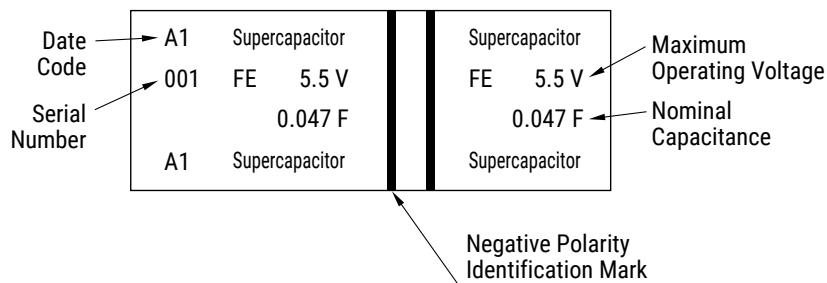 Date
Code
A1 Supercapacitor
001 FE 5.5 V
0.047 F
A1 Supercapacitor
Serial
Number
Supercapacitor
FE 5.5 V
0.047 F
Supercapacitor
Maximum
Operating Voltage
Nominal
Capacitance
Negative Polarity
Identification Mark